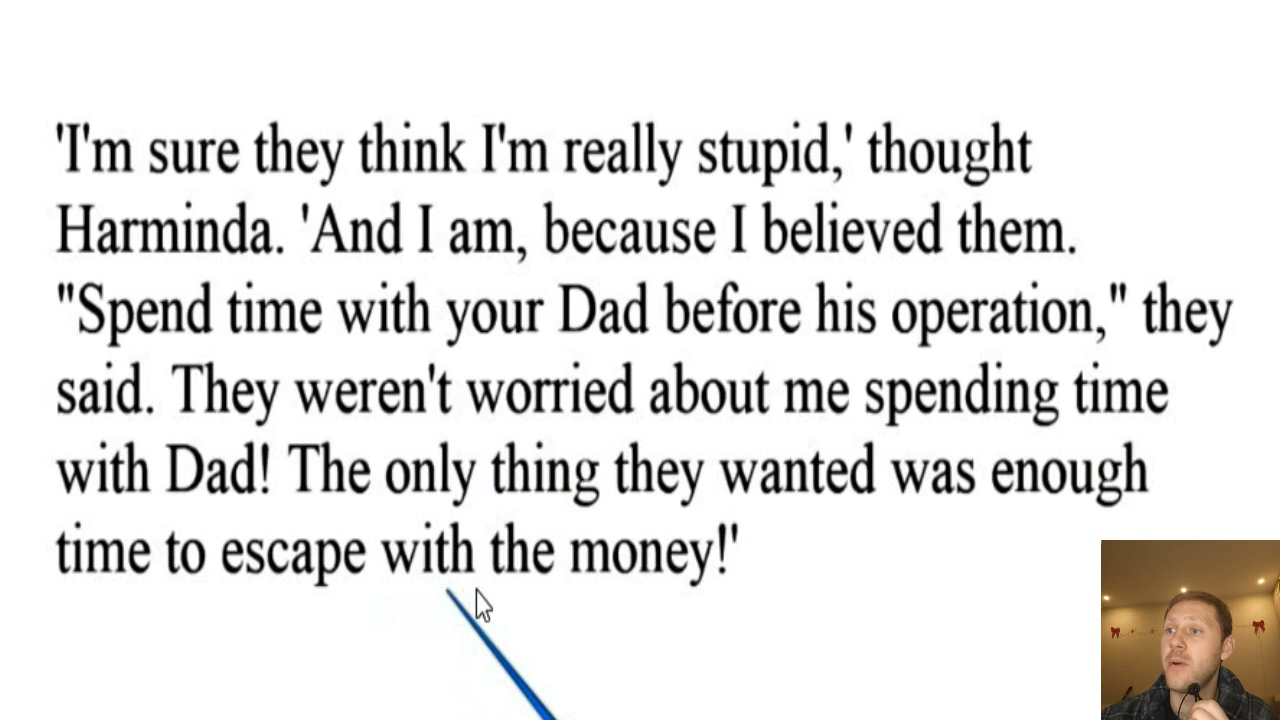 'I'm sure they think I'm really stupid,' thought
Harminda. 'And I am, because I believed them.
"Spend time with your Dad before his operation," they
said. They weren't worried about me spending time
with Dad! The only thing they wanted was enough
time to escape with the money!'